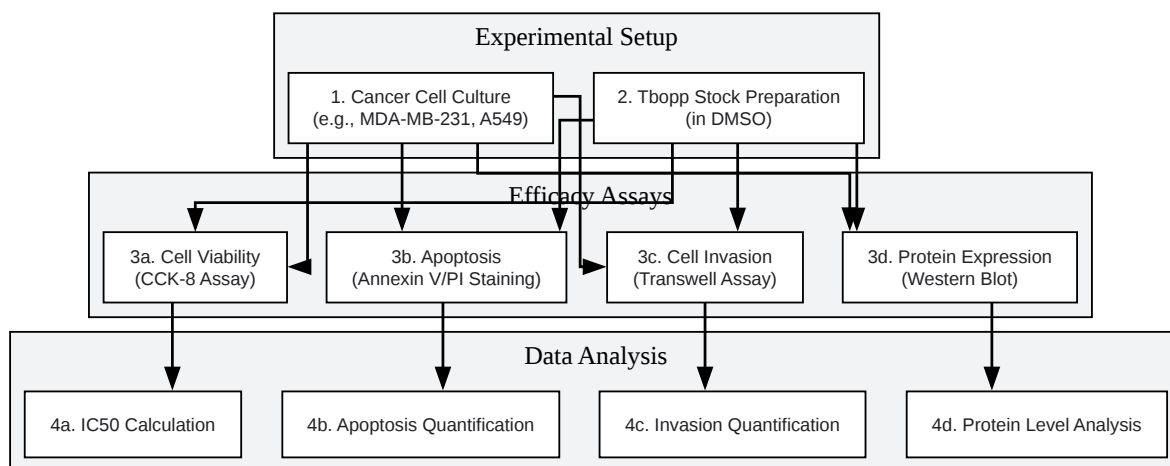 Experimental Setup
1. Cancer Cell Culture
(e.g., MDA-MB-231, A549)
2. Tbopp Stock Preparation
(in DMSO)
Efficacy Assays
3a. Cell Viability
(CCK-8 Assay)
3b. Apoptosis
(Annexin V/PI Staining)
3c. Cell Invasion
(Transwell Assay)
3d. Protein Expression
(Western Blot)
Data Analysis
4a. IC50 Calculation
4b. Apoptosis Quantification
4c. Invasion Quantification
4d. Protein Level Analysis